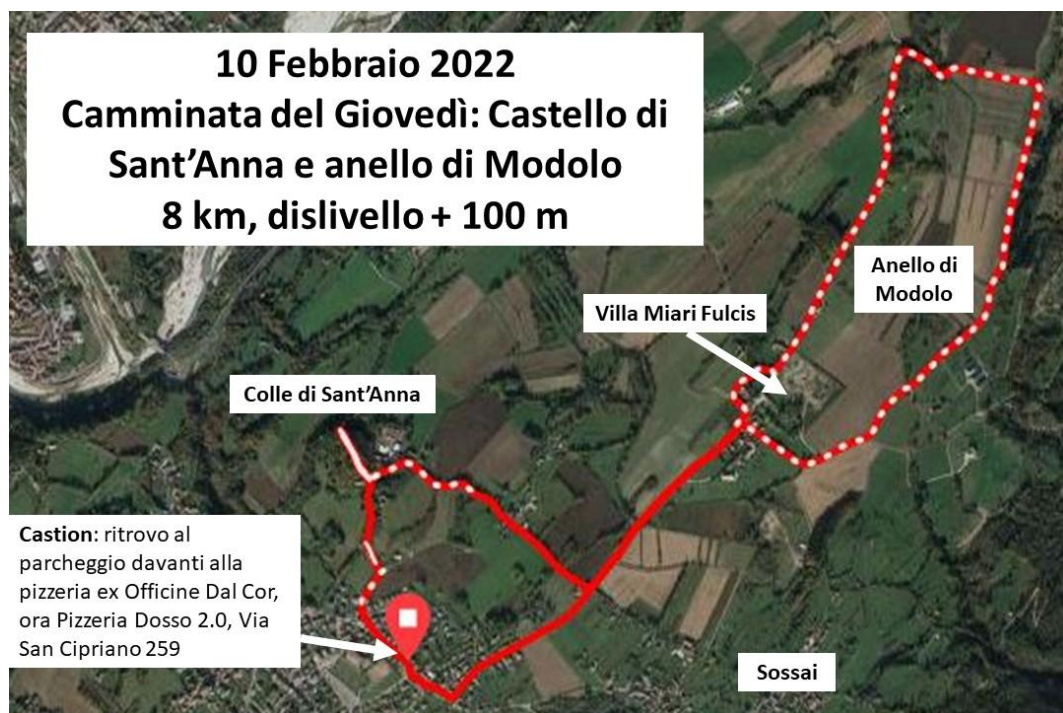 10 Febbraio 2022
Camminata del Giovedì: Castello di
Sant’Anna e anello di Modolo
8 km, dislivello + 100 m
Anello di
Modolo
Villa Miari Fulcis
Colle di Sant’Anna
Castion: ritrovo al
parcheggio davanti alla
pizzeria ex Officine Dal Cor,
ora Pizzeria Dosso 2.0, Via
San Cipriano 259
Sossai